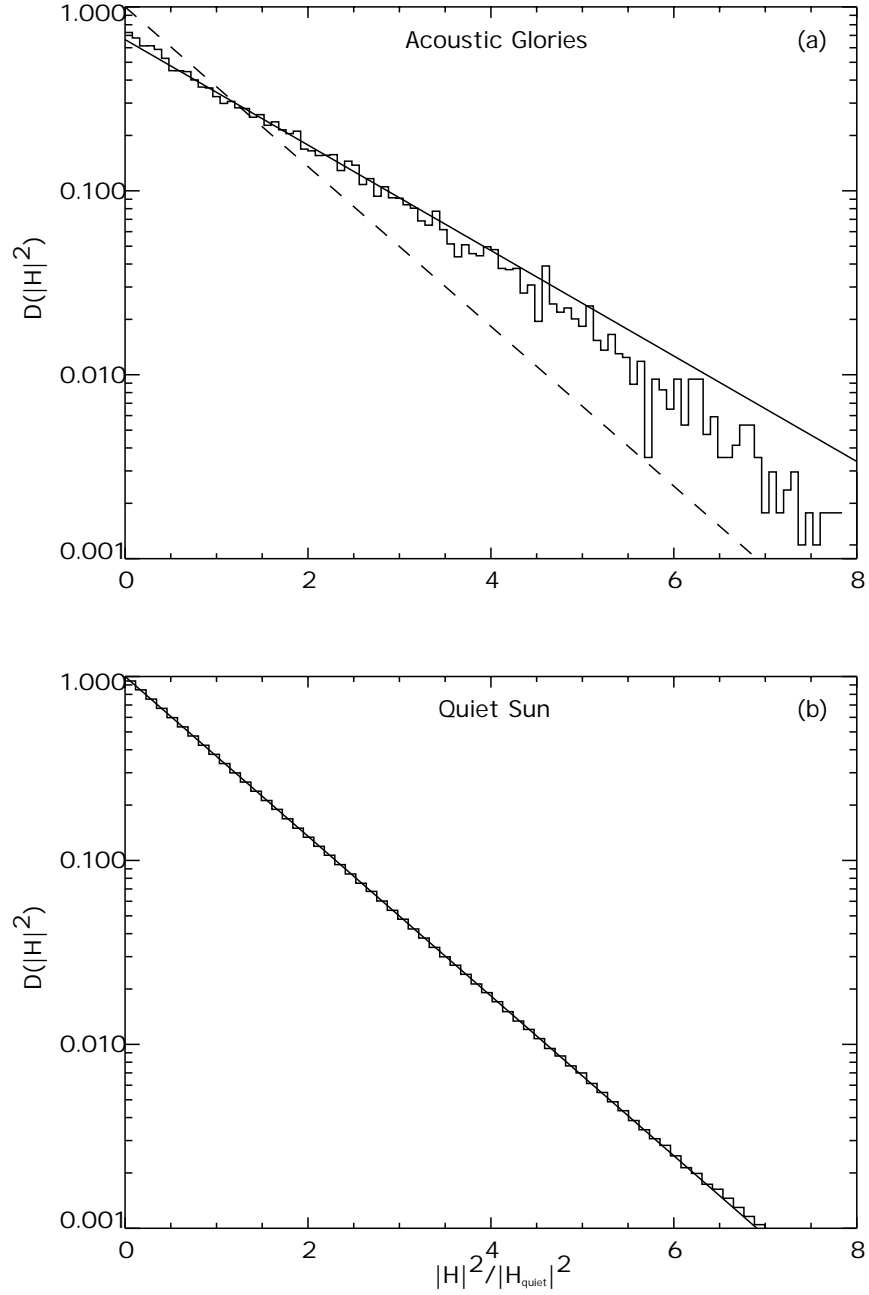 1.000
Acoustic Glories
(a)
0.100
0.010
0.001
D(|H|²)
0 2 4 6 8
1.000
Quiet Sun
(b)
0.100
0.010
0.001
D(|H|²)
0 2 4 6 8
|H|²/|Hquiet|²